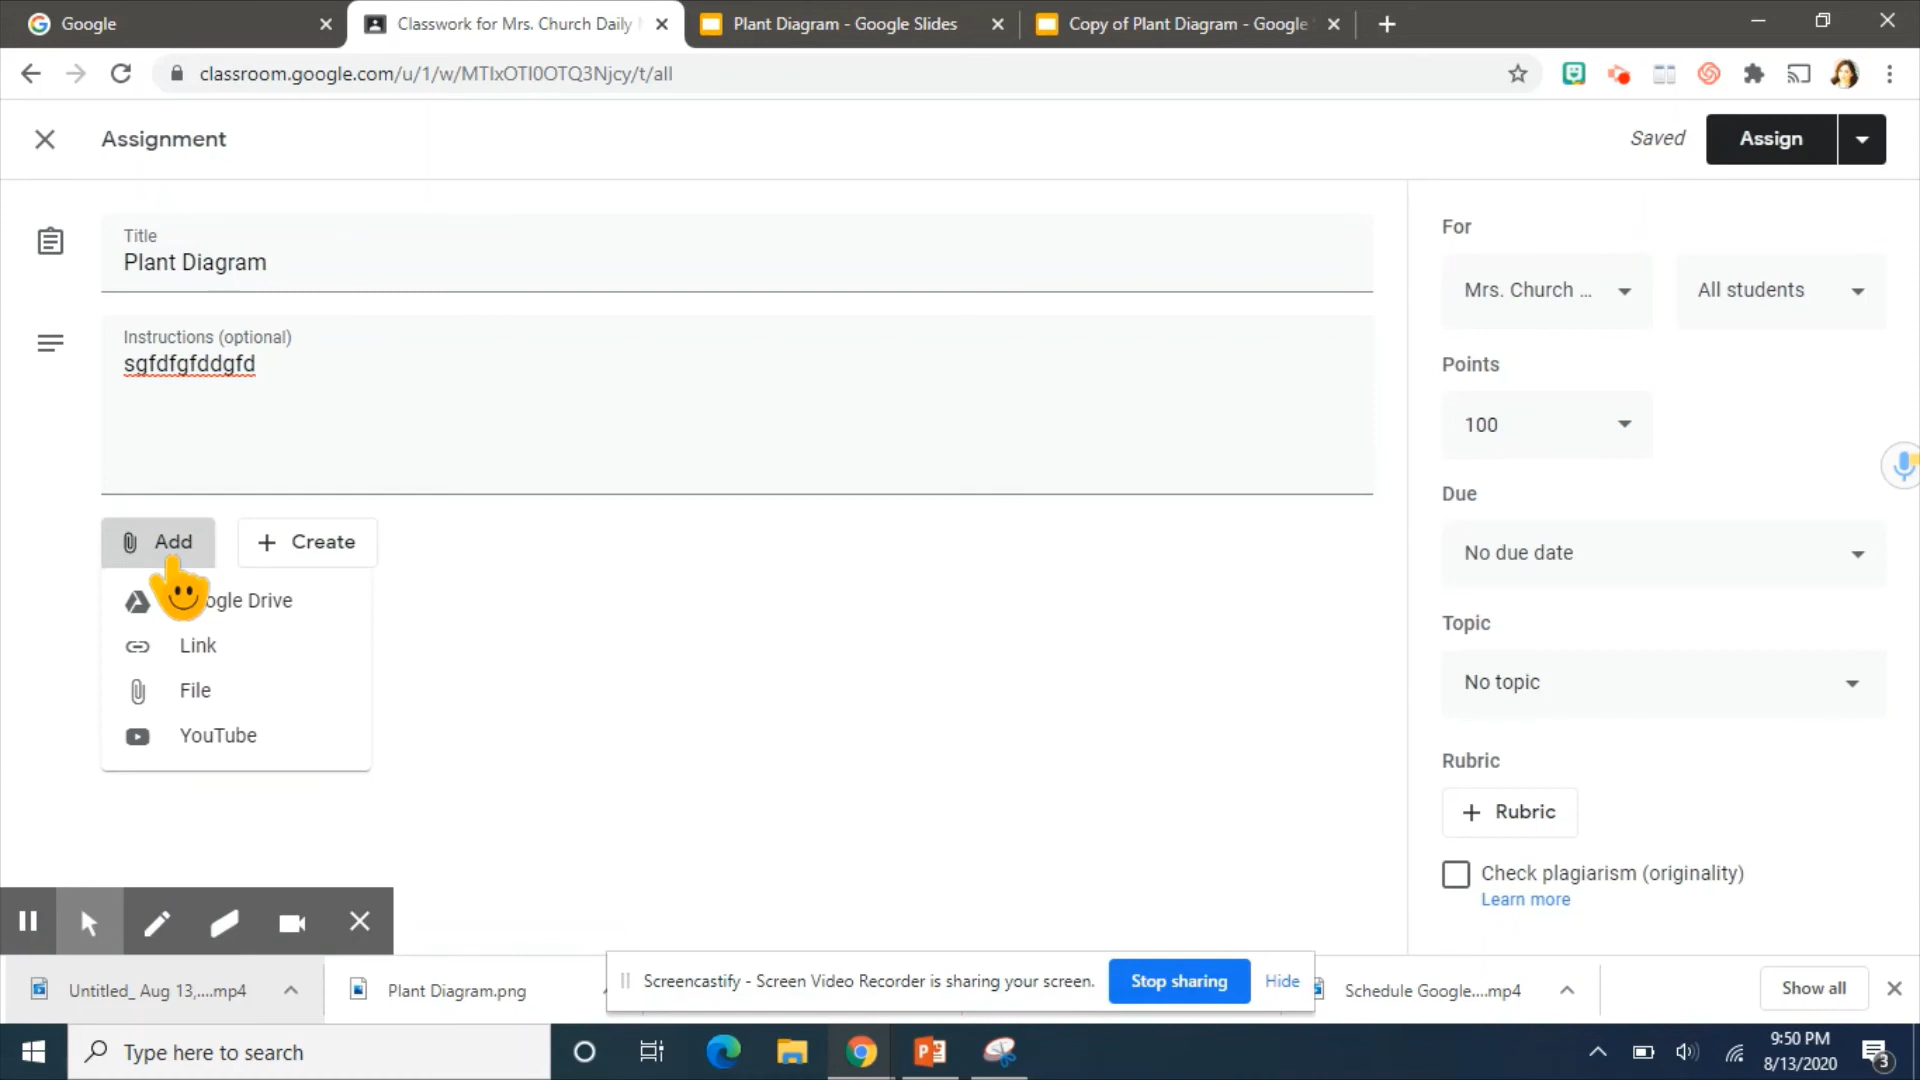 Google
Classwork for Mrs. Church Daily
Plant Diagram - Google Slides
Copy of Plant Diagram - Google
classroom.google.com/u/1/w/MTIxOTI0OTQ3Njcy/t/all
Assignment
Saved
Assign
Title
Plant Diagram
Instructions (optional)
sgfdfgfddgfd
Add
Create
ogle Drive
Link
File
YouTube
For
Mrs. Church ...
All students
Points
100
Due
No due date
Topic
No topic
Rubric
Rubric
Check plagiarism (originality)
Learn more
Untitled_ Aug 13,....mp4
Plant Diagram.png
Screencastify - Screen Video Recorder is sharing your screen.
Stop sharing
Hide
Schedule Google....mp4
Show all
Type here to search
9:50 PM
8/13/2020
3